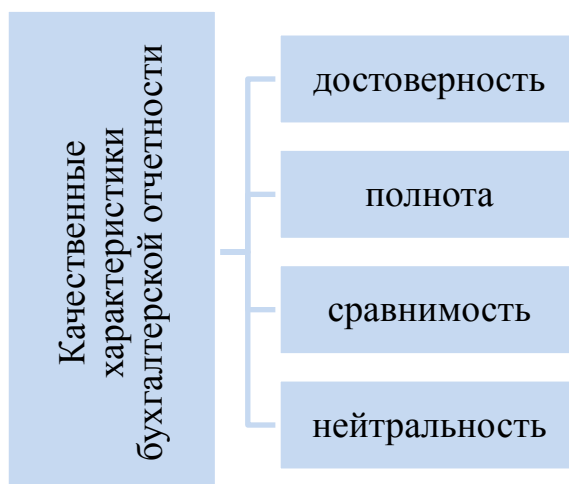 Качественные
характеристики
бухгалтерской отчетности
достоверность
полнота
сравнимость
нейтральность